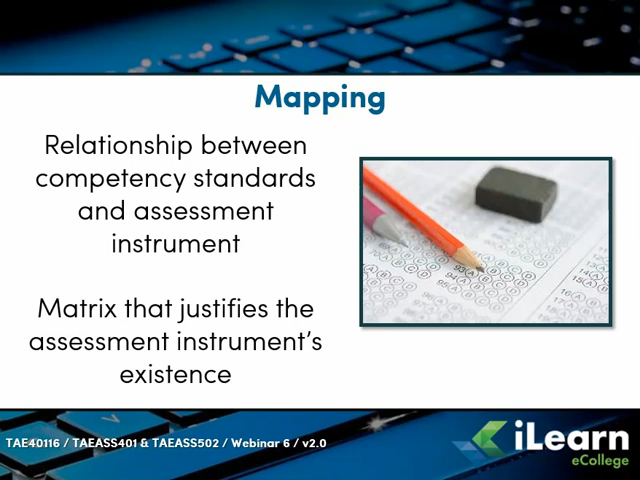 Mapping
Relationship between
competency standards
and assessment
instrument
Matrix that justifies the
assessment instrument's
existence
TAE40116 / TAEASS401 & TAEASS502 / Webinar 6 / v2.0
iLearn
eCollege